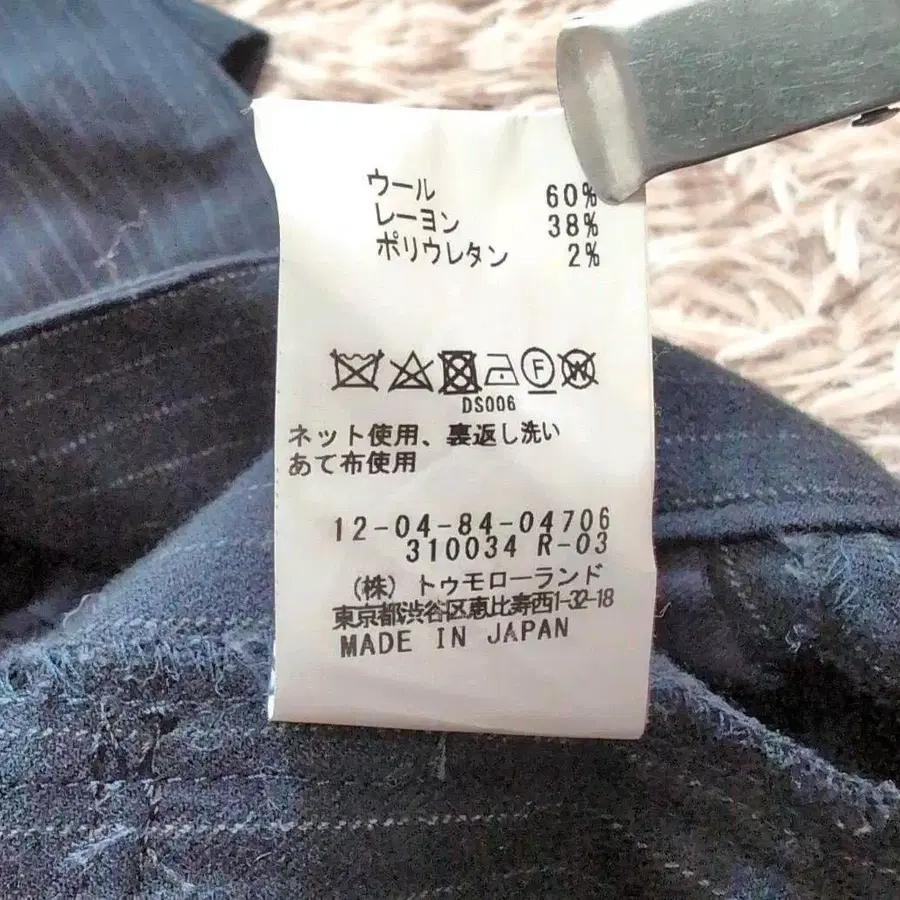 ウール 60%
レーヨン 38%
ポリウレタン 2%
F W
DS006
ネット使用、裏返し洗い
あて布使用
12-04-84-04706
310034 R-03
(株) トゥモローランド
東京都渋谷区恵比寿西1-32-18
MADE IN JAPAN